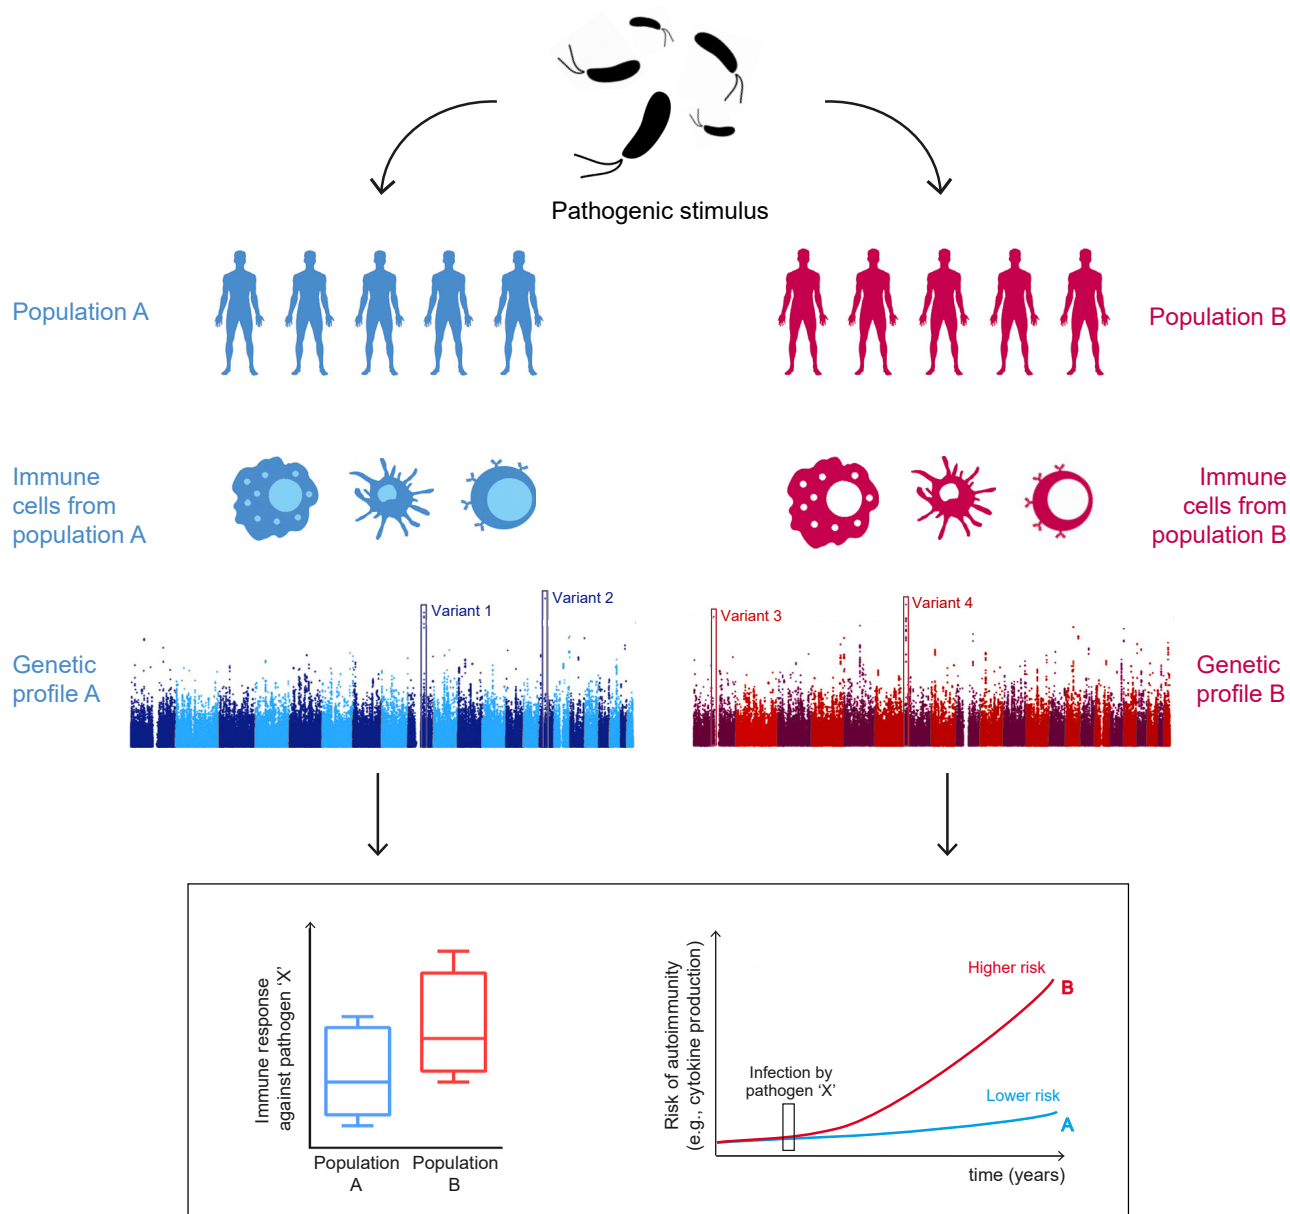 Pathogenic stimulus
Population A
Population B
Immune
cells from
population A
Immune
cells from
population B
Variant 1
Variant 2
Variant 3
Variant 4
Genetic
profile A
Genetic
profile B
Immune response
against pathogen ‘X’
Population
A
Population
B
Risk of autoimmunity
(e.g., cytokine production)
Infection by
pathogen ‘X’
Higher risk
B
Lower risk
A
time (years)